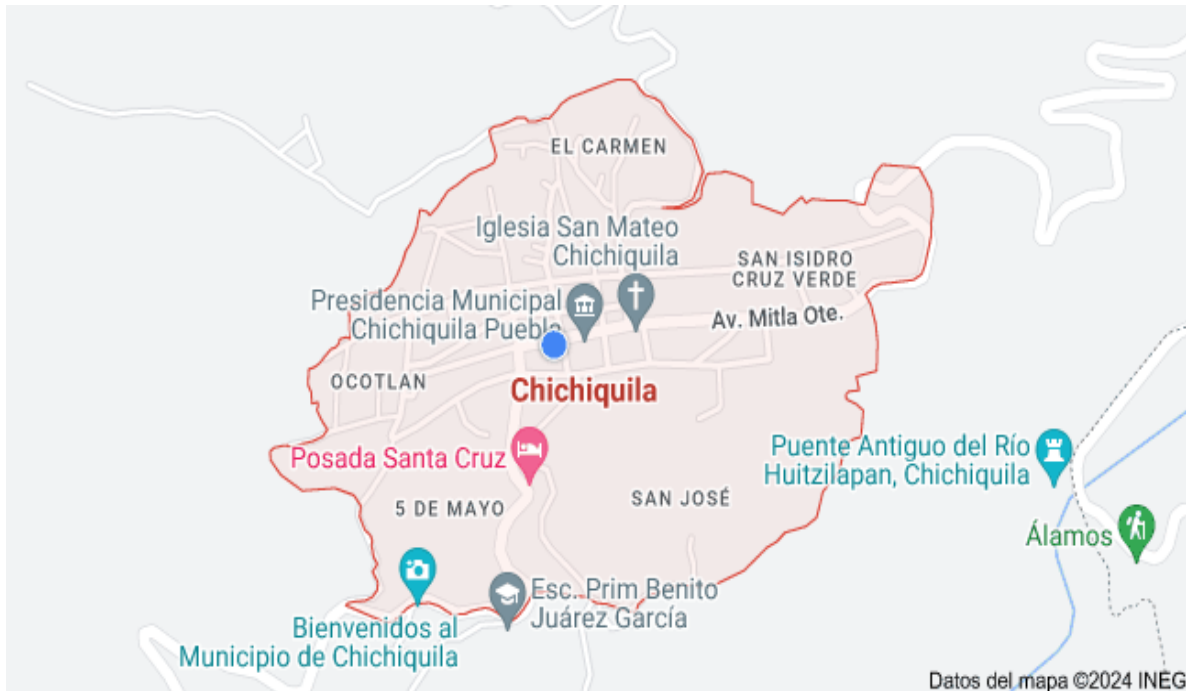 EL CARMEN
Iglesia San Mateo
Chichiquila
SAN ISIDRO
CRUZ VERDE
Presidencia Municipal
Chichiquila Puebla
Av. Mitla Ote.
OCOTLAN
Chichiquila
Posada Santa Cruz
Puente Antiguo del Río
Huitzilapan, Chichiquila
5 DE MAYO
SAN JOSÉ
Álamos
Esc. Prim Benito
Juárez García
Bienvenidos al
Municipio de Chichiquila
Datos del mapa ©2024 INEG